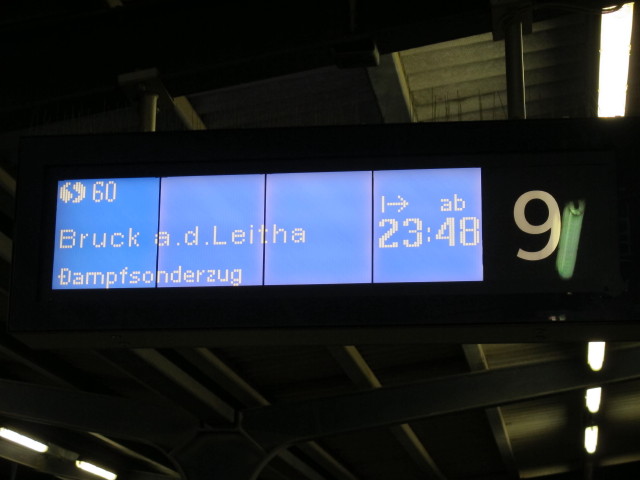 60
ab
Bruck a.d.Leitha
23:48
9
Dampfsonderzug